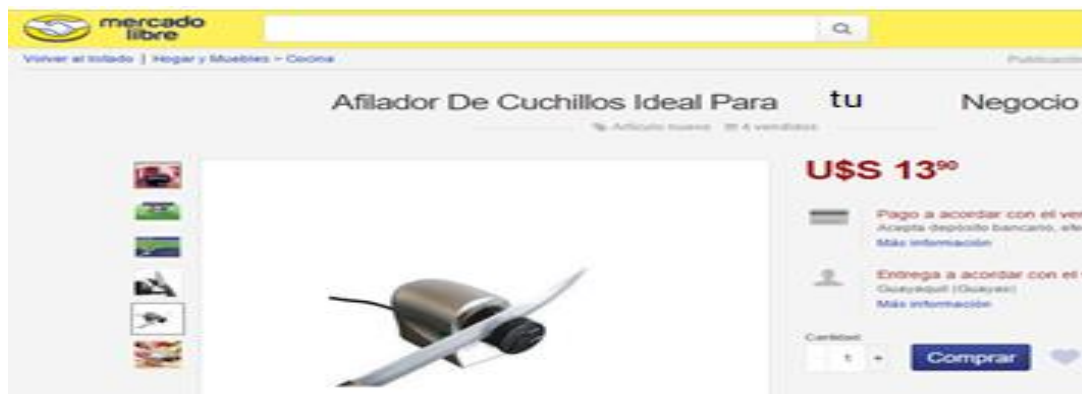 mercado
libre
Volver al listado | Hogar y Muebles > Cocina
Afilador De Cuchillos Ideal Para tu Negocio
Artículo nuevo 4 vendidos
U$S 13⁹⁰
Pago a acordar con el
Acepta depósito bancario,
Más información
Entrega a acordar con el
Guayaquil (Guayas)
Más información
Cantidad:
1 +
Comprar